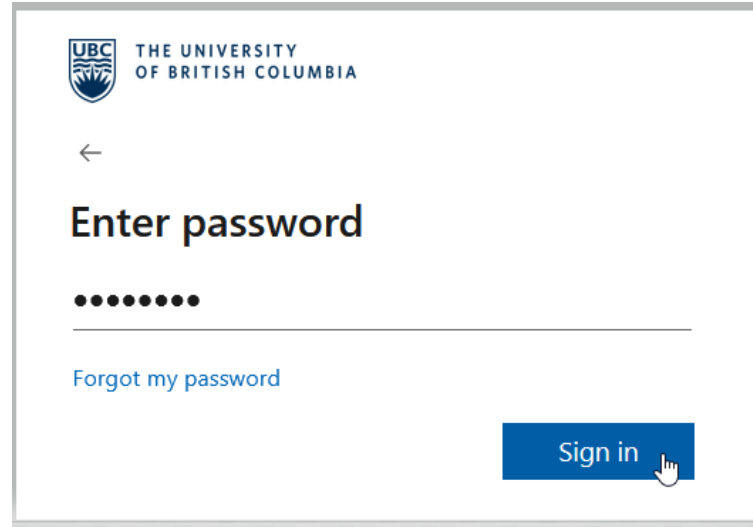 UBC
THE UNIVERSITY
OF BRITISH COLUMBIA
Enter password
••••••••
Forgot my password
Sign in